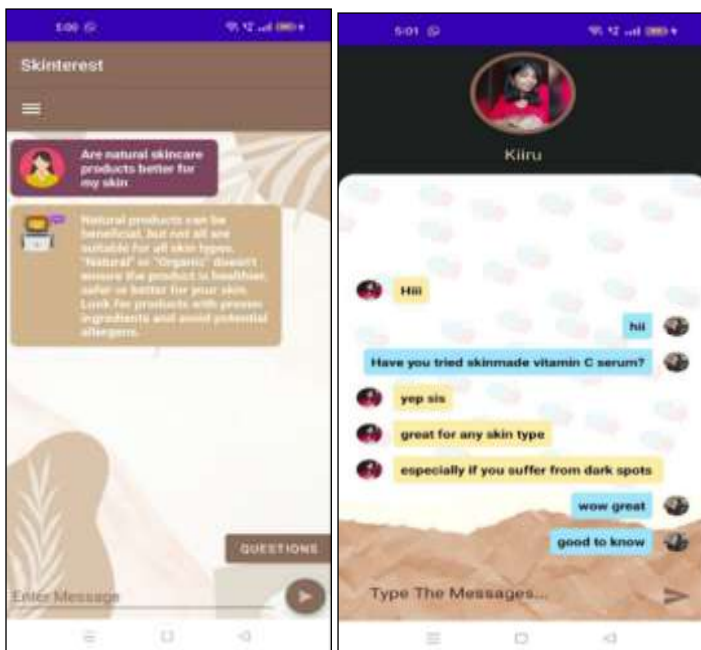 5:00
Skinterest
Are natural skincare
products better for
my skin
Natural products can be
beneficial, but not all are
suitable for all skin types.
"Natural" or "Organic" doesn't
ensure the product is healthier,
safer or better for your skin.
Look for products with proven
ingredients and avoid potential
allergens.
QUESTIONS
Enter Message
5:01
Kiiru
Hiii
hii
Have you tried skinmade vitamin C serum?
yep sis
great for any skin type
especially if you suffer from dark spots
wow great
good to know
Type The Messages...